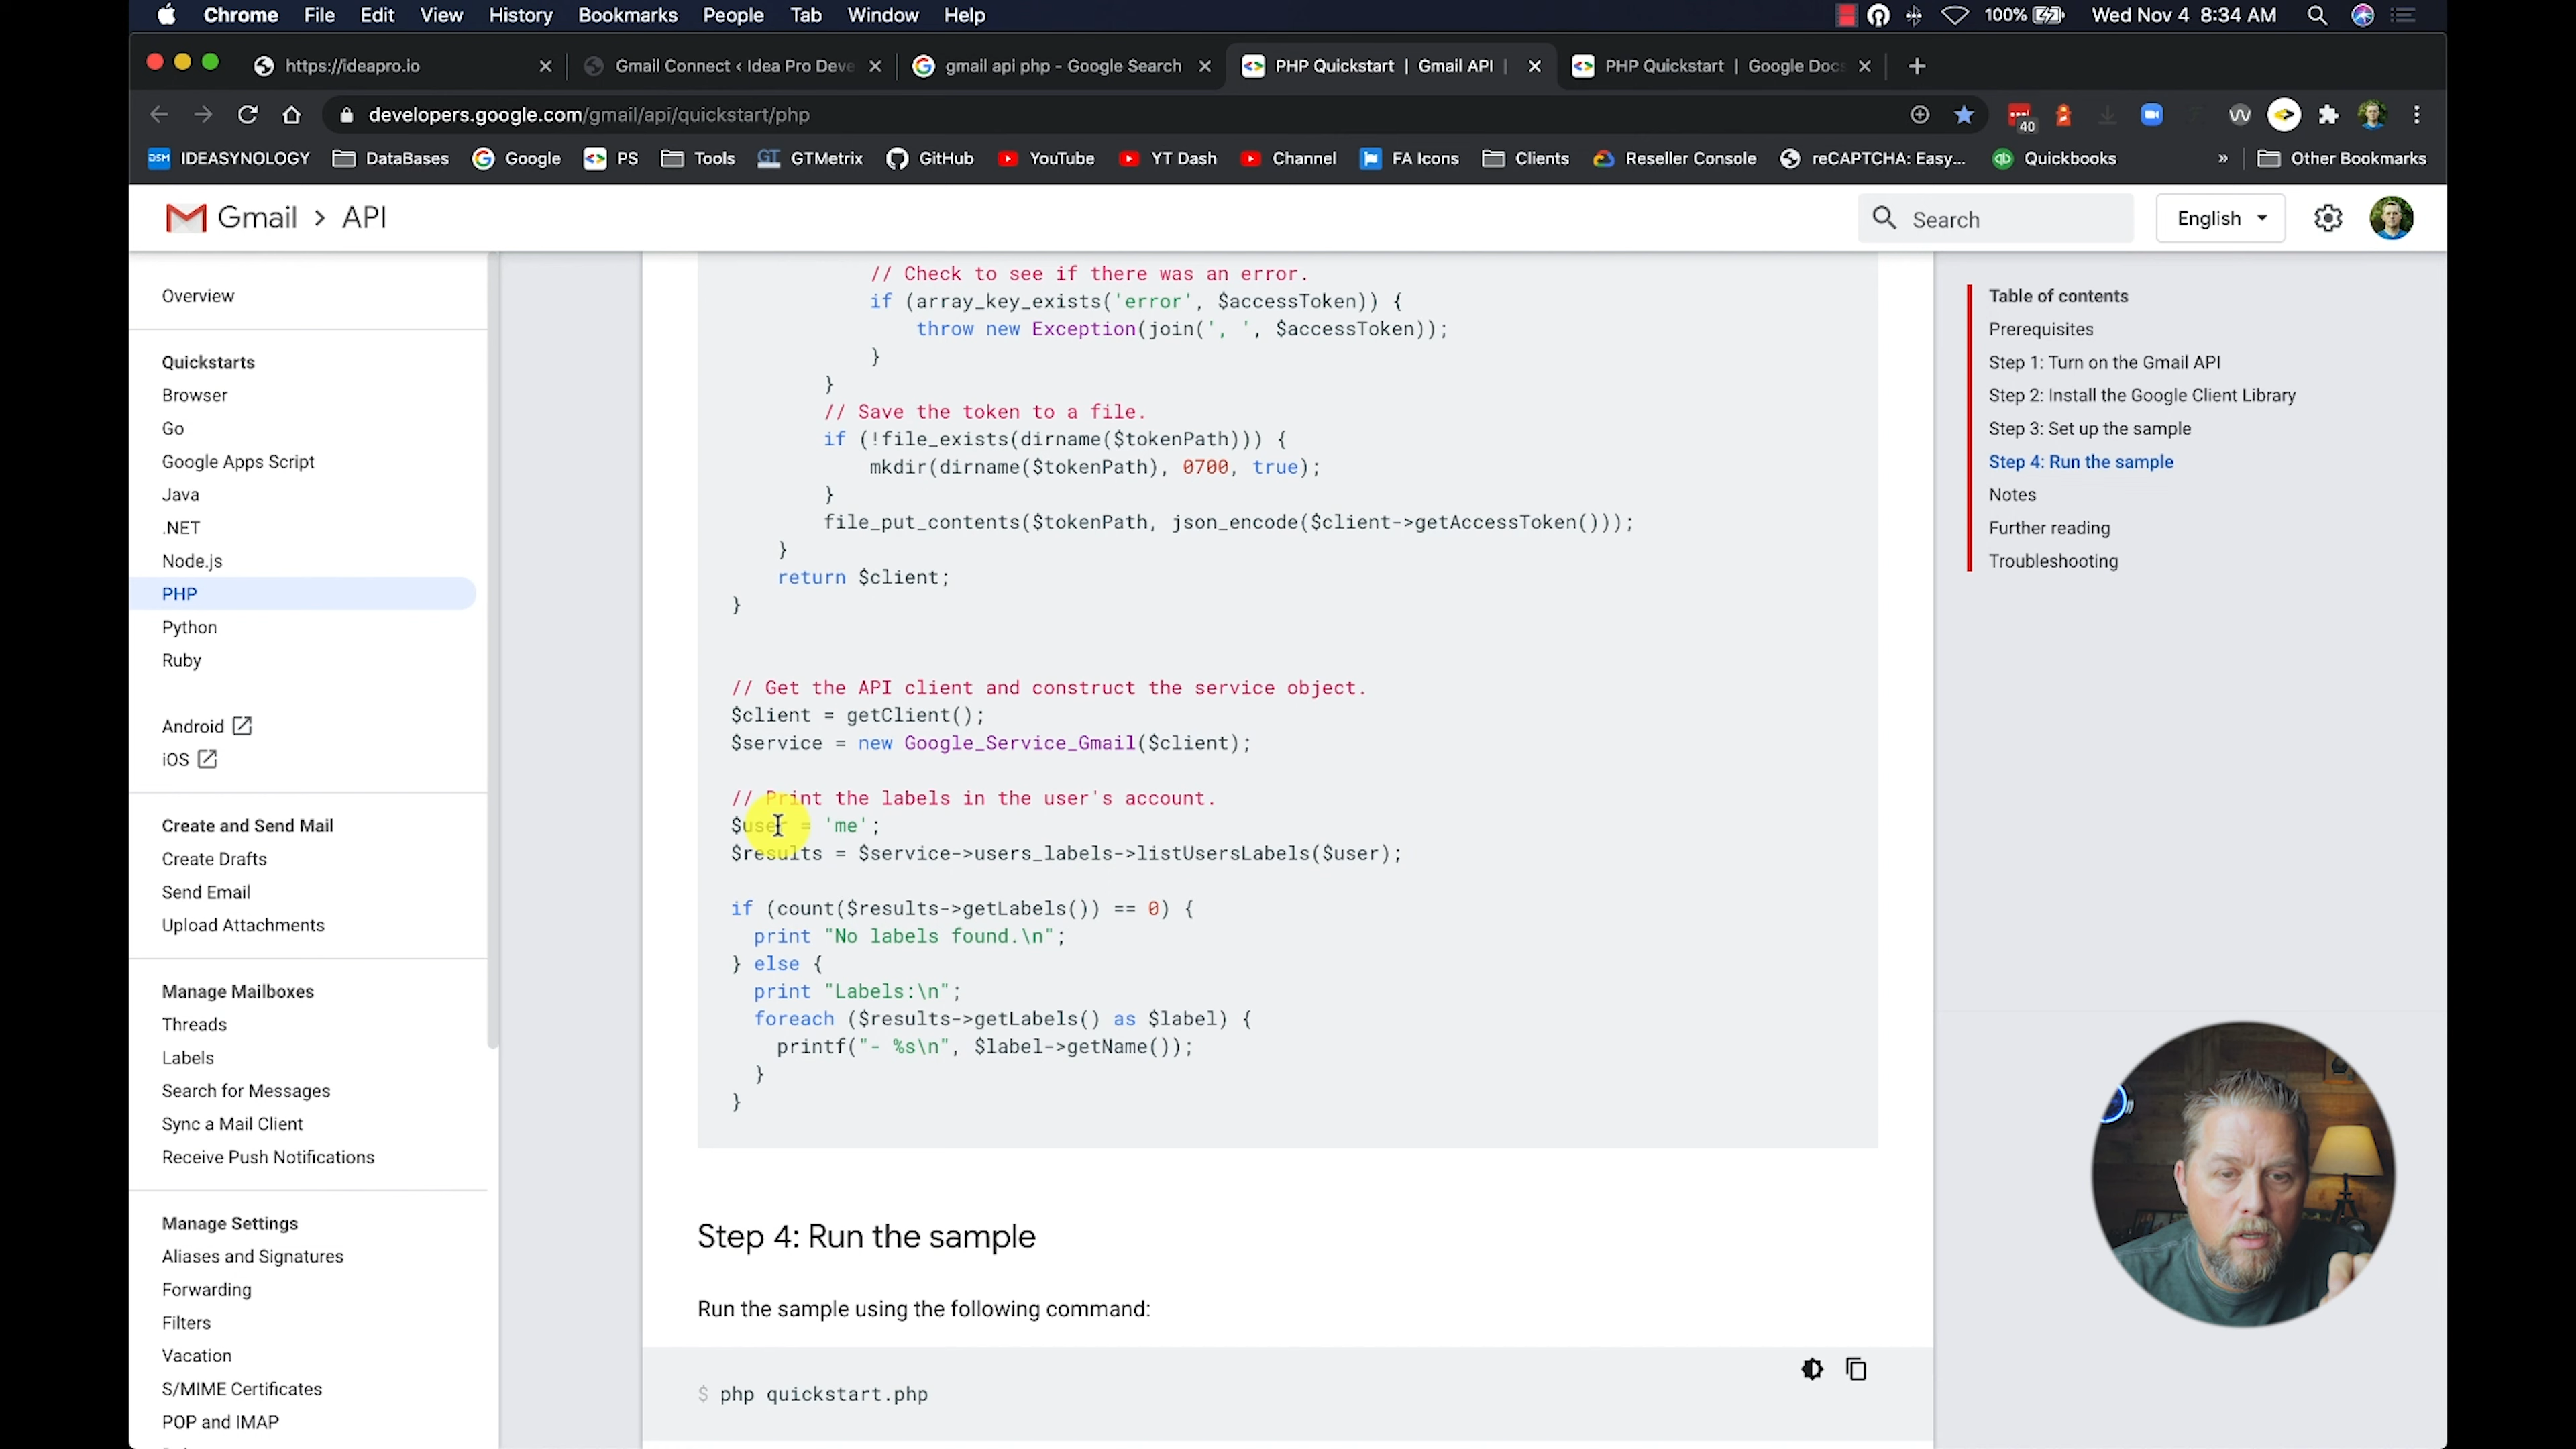 Chrome File Edit View History Bookmarks People Tab Window Help 100% Wed Nov 4 8:34 AM
https://ideapro.io Gmail Connect ‹ Idea Pro Deve gmail api php - Google Search PHP Quickstart | Gmail API | PHP Quickstart | Google Docs
developers.google.com/gmail/api/quickstart/php 40
DSM IDEASYNOLOGY DataBases Google PS Tools GTMetrix GitHub YouTube YT Dash Channel FA Icons Clients Reseller Console reCAPTCHA: Easy... Quickbooks » Other Bookmarks
Gmail > API Search English
Overview
Quickstarts
Browser
Go
Google Apps Script
Java
.NET
Node.js
PHP
Python
Ruby
Android
iOS
Create and Send Mail
Create Drafts
Send Email
Upload Attachments
Manage Mailboxes
Threads
Labels
Search for Messages
Sync a Mail Client
Receive Push Notifications
Manage Settings
Aliases and Signatures
Forwarding
Filters
Vacation
S/MIME Certificates
POP and IMAP
// Check to see if there was an error.
if (array_key_exists('error', $accessToken)) {
throw new Exception(join(', ', $accessToken));
}
}
// Save the token to a file.
if (!file_exists(dirname($tokenPath))) {
mkdir(dirname($tokenPath), 0700, true);
}
file_put_contents($tokenPath, json_encode($client->getAccessToken()));
}
return $client;
}
// Get the API client and construct the service object.
$client = getClient();
$service = new Google_Service_Gmail($client);
// Print the labels in the user's account.
$user = 'me';
$results = $service->users_labels->listUsersLabels($user);
if (count($results->getLabels()) == 0) {
print "No labels found.\n";
} else {
print "Labels:\n";
foreach ($results->getLabels() as $label) {
printf("- %s\n", $label->getName());
}
}
Step 4: Run the sample
Run the sample using the following command:
$ php quickstart.php
Table of contents
Prerequisites
Step 1: Turn on the Gmail API
Step 2: Install the Google Client Library
Step 3: Set up the sample
Step 4: Run the sample
Notes
Further reading
Troubleshooting